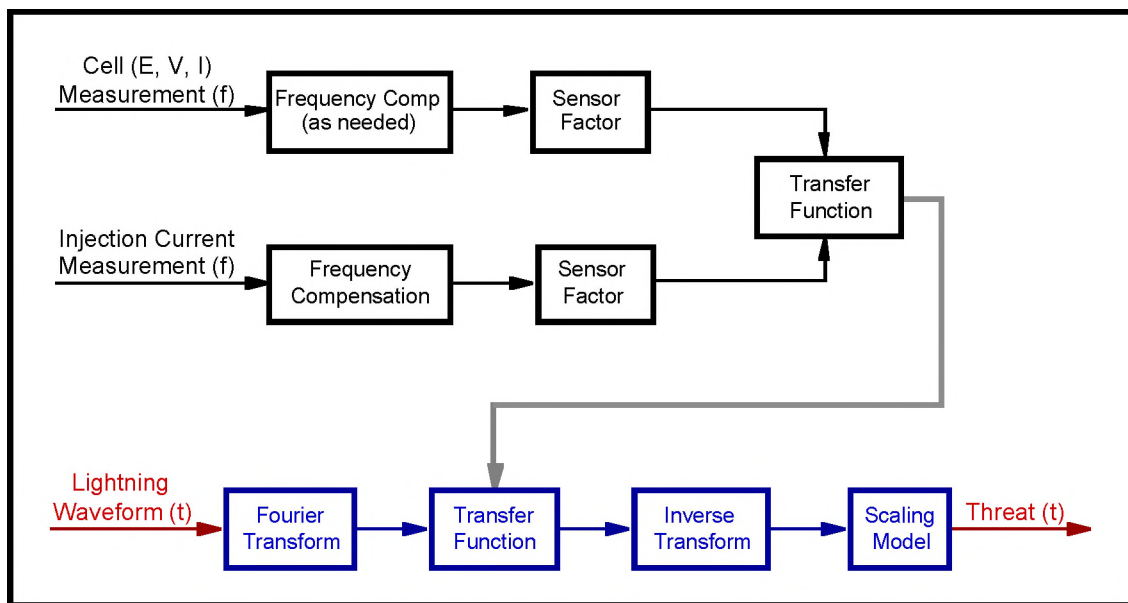 Cell (E, V, I)
Measurement (f)
Frequency Comp
(as needed)
Sensor
Factor
Transfer
Function
Injection Current
Measurement (f)
Frequency
Compensation
Sensor
Factor
Lightning
Waveform (t)
Fourier
Transform
Transfer
Function
Inverse
Transform
Scaling
Model
Threat (t)